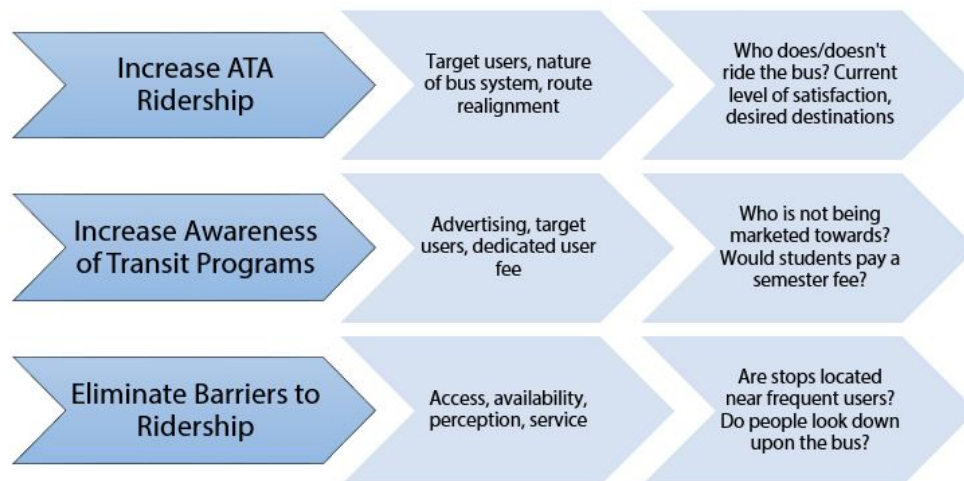 Increase ATA
Ridership
Target users, nature
of bus system, route
realignment
Who does/doesn't
ride the bus? Current
level of satisfaction,
desired destinations
Increase Awareness
of Transit Programs
Advertising, target
users, dedicated user
fee
Who is not being
marketed towards?
Would students pay a
semester fee?
Eliminate Barriers to
Ridership
Access, availability,
perception, service
Are stops located
near frequent users?
Do people look down
upon the bus?